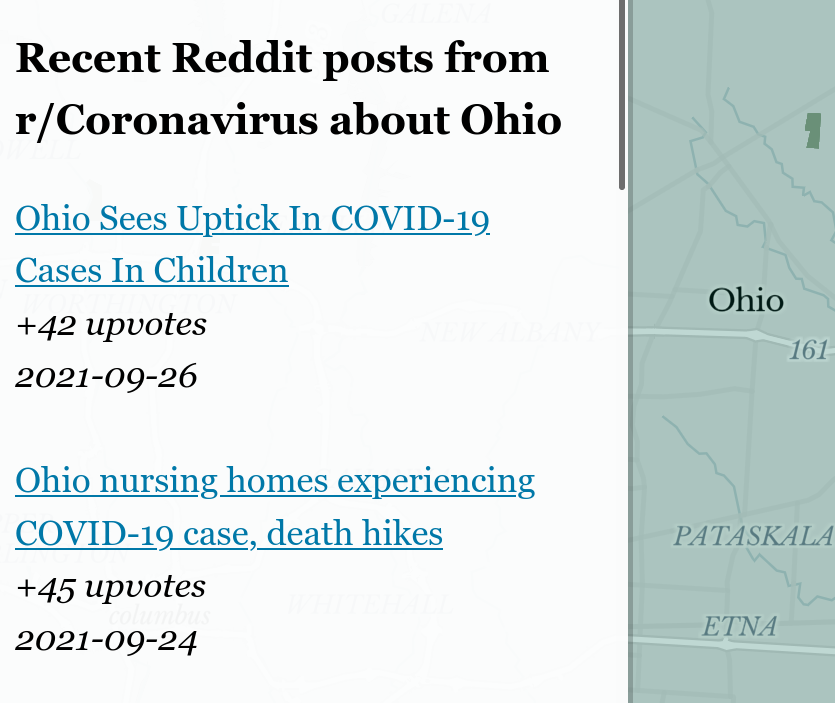 GALENA
Recent Reddit posts from
r/Coronavirus about Ohio
Ohio Sees Uptick In COVID-19
Cases In Children
WORTHINGTON
+42 upvotes
NEW ALBANY
2021-09-26
Ohio nursing homes experiencing
COVID-19 case, death hikes
+45 upvotes
columbus
WHITEHALL
2021-09-24
Ohio
161
PATASKALA
ETNA